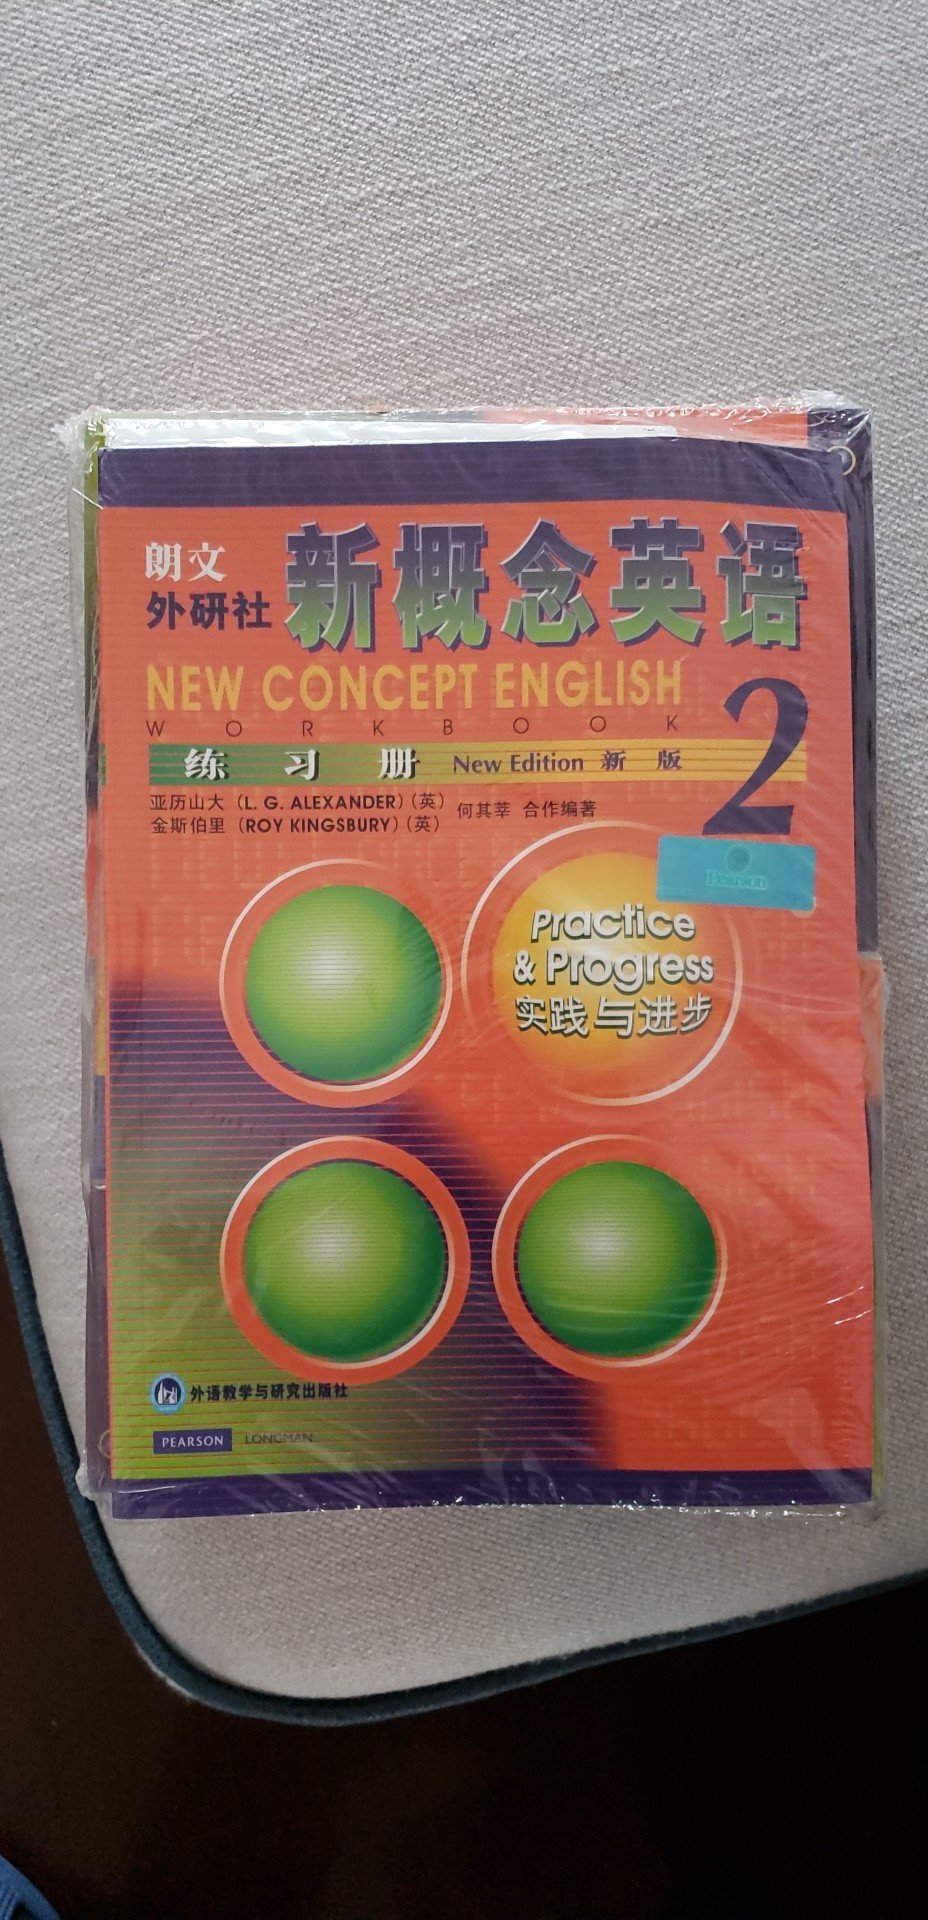 朗文
外研社
新概念英语
NEW CONCEPT ENGLISH
WORKBOOK
2
练习册 New Edition 新版
亚历山大 (L. G. ALEXANDER) (英)
金斯伯里 (ROY KINGSBURY) (英)
何其莘 合作编著
Pearson
Practice
& Progress
实践与进步
外语教学与研究出版社
PEARSON LONGMAN